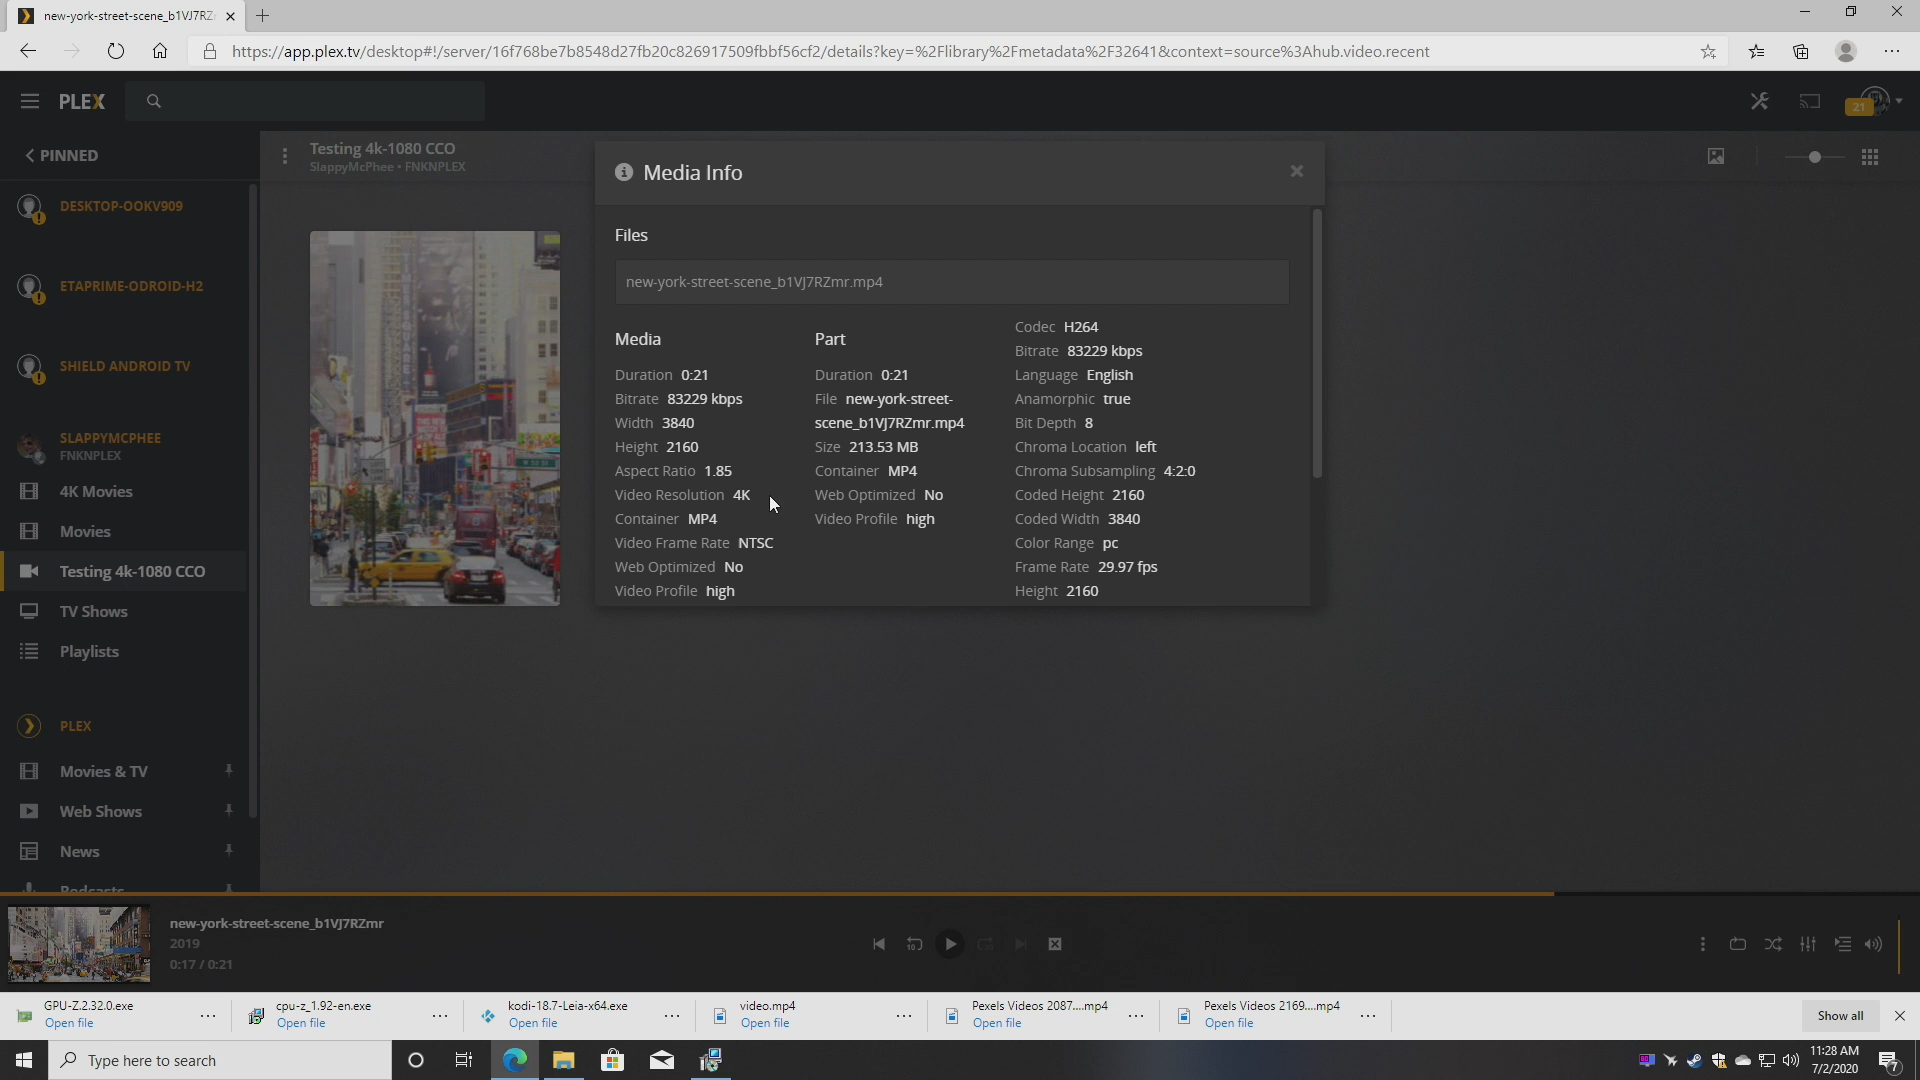 new-york-street-scene_b1VJ7RZ
https://app.plex.tv/desktop#!/server/16f768be7b8548d27fb20c826917509fbbf56cf2/details?key=%2Flibrary%2Fmetadata%2F32641&context=source%3Ahub.video.recent
PLEX
21
PINNED
Testing 4k-1080 CCO
SlappyMcPhee • FNKNPLEX
DESKTOP-OOKV909
ETAPRIME-ODROID-H2
SHIELD ANDROID TV
SLAPPYMCPHEE
FNKNPLEX
4K Movies
Movies
Testing 4k-1080 CCO
TV Shows
Playlists
PLEX
Movies & TV
Web Shows
News
Podcasts
Media Info
Files
new-york-street-scene_b1VJ7RZmr.mp4
Media
Duration 0:21
Bitrate 83229 kbps
Width 3840
Height 2160
Aspect Ratio 1.85
Video Resolution 4K
Container MP4
Video Frame Rate NTSC
Web Optimized No
Video Profile high
Part
Duration 0:21
File new-york-street-
scene_b1VJ7RZmr.mp4
Size 213.53 MB
Container MP4
Web Optimized No
Video Profile high
Codec H264
Bitrate 83229 kbps
Language English
Anamorphic true
Bit Depth 8
Chroma Location left
Chroma Subsampling 4:2:0
Coded Height 2160
Coded Width 3840
Color Range pc
Frame Rate 29.97 fps
Height 2160
new-york-street-scene_b1VJ7RZmr
2019
0:17 / 0:21
10
GPU-Z.2.32.0.exe
Open file
cpu-z_1.92-en.exe
Open file
kodi-18.7-Leia-x64.exe
Open file
video.mp4
Open file
Pexels Videos 2087....mp4
Open file
Pexels Videos 2169....mp4
Open file
Show all
Type here to search
11:28 AM
7/2/2020
7